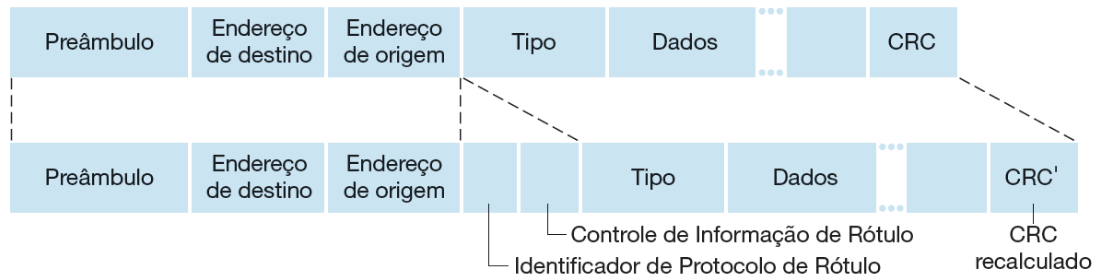 Preâmbulo
Endereço
de destino
Endereço
de origem
Tipo
Dados
CRC
Preâmbulo
Endereço
de destino
Endereço
de origem
Tipo
Dados
CRC'
Controle de Informação de Rótulo
Identificador de Protocolo de Rótulo
CRC
recalculado